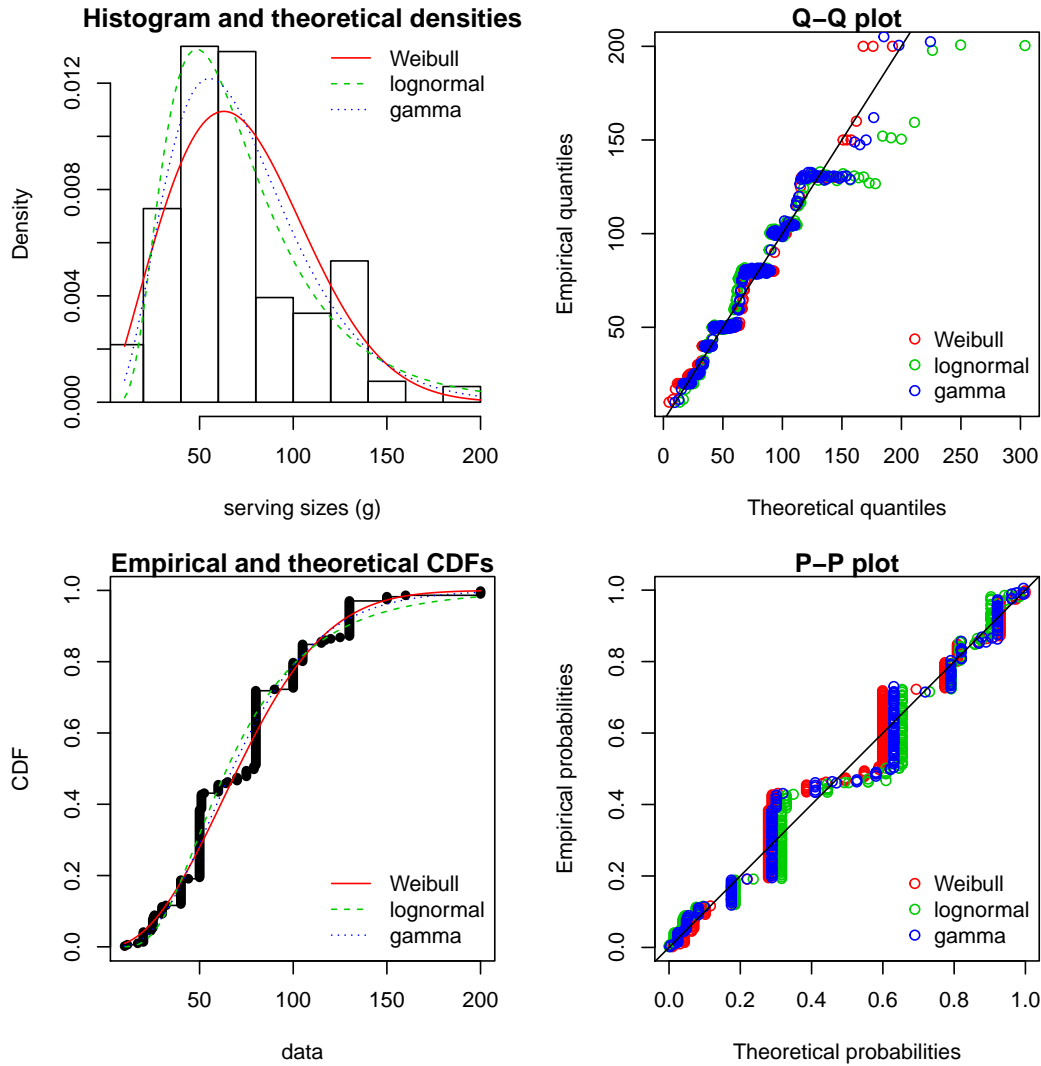 Histogram and theoretical densities
Density
0.000
0.004
0.008
0.012
Weibull
lognormal
gamma
50 100 150 200
serving sizes (g)
Q−Q plot
Empirical quantiles
50
100
150
200
Weibull
lognormal
gamma
0 50 100 150 200 250 300
Theoretical quantiles
Empirical and theoretical CDFs
CDF
0.0
0.2
0.4
0.6
0.8
1.0
Weibull
lognormal
gamma
50 100 150 200
data
P−P plot
Empirical probabilities
0.0
0.2
0.4
0.6
0.8
1.0
Weibull
lognormal
gamma
0.0 0.2 0.4 0.6 0.8 1.0
Theoretical probabilities